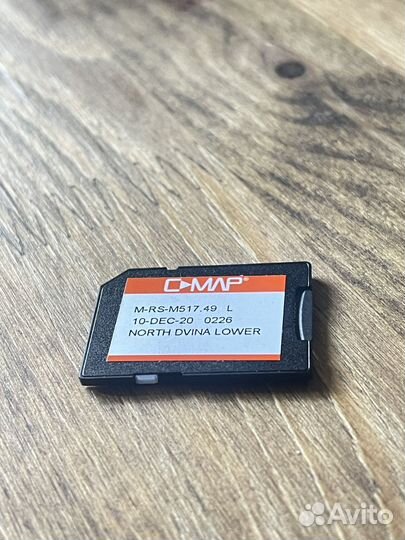 C-MAP®
M-RS-M517.49 L
10-DEC-20 0226
NORTH DVINA LOWER
Avito